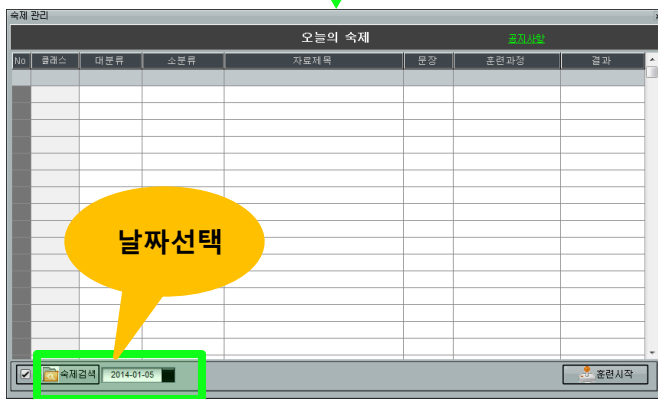 숙제 관리
오늘의 숙제 공지사항
No 클래스 대분류 소분류 자료제목 문장 훈련과정 결과
날짜선택
숙제검색 2014-01-05 훈련시작